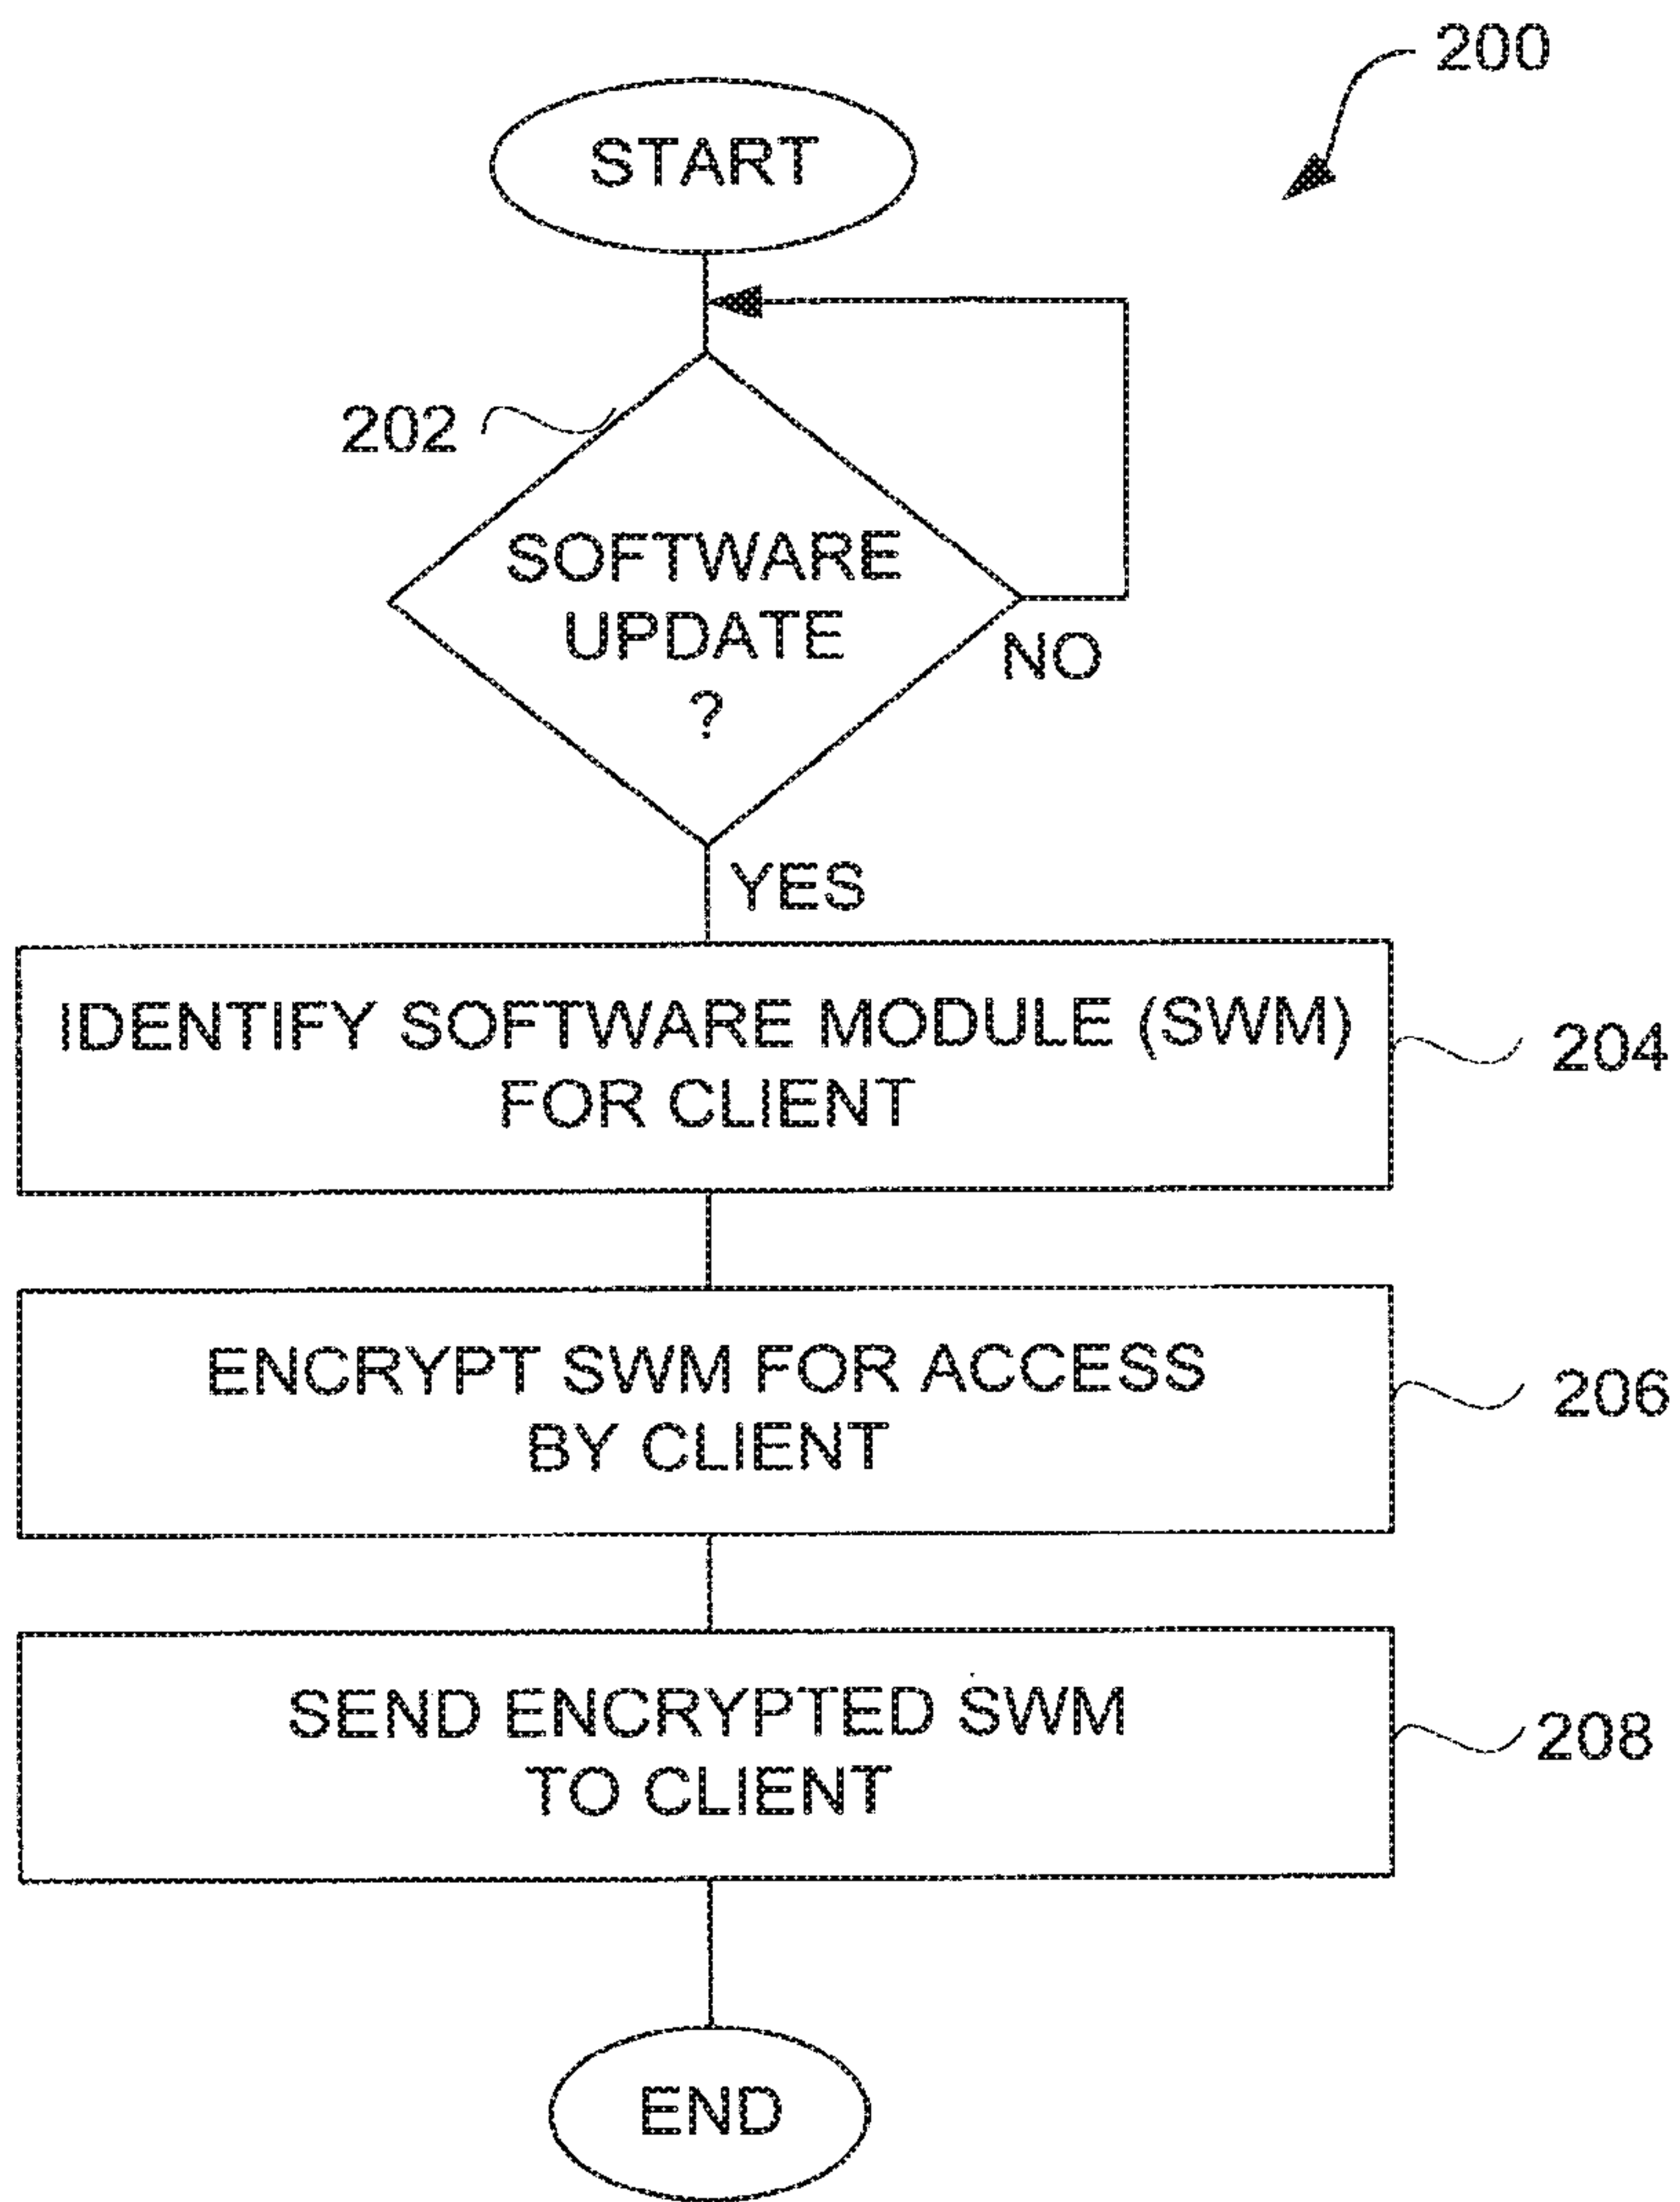 200
START
202
SOFTWARE
UPDATE
?
NO
YES
IDENTIFY SOFTWARE MODULE (SWM)
FOR CLIENT
204
ENCRYPT SWM FOR ACCESS
BY CLIENT
206
SEND ENCRYPTED SWM
TO CLIENT
208
END